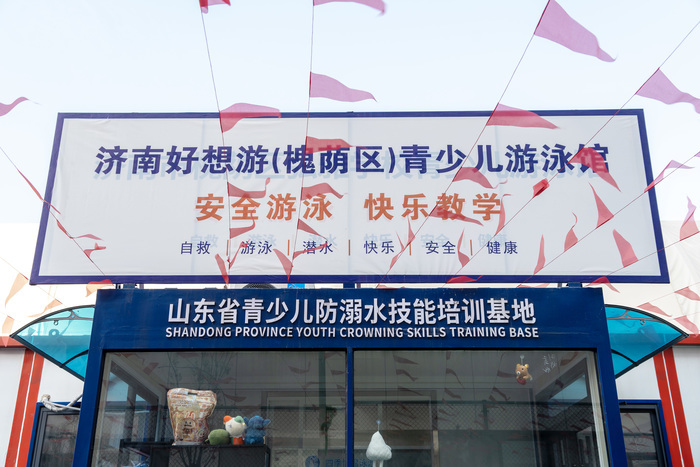 济南好想游(槐荫区)青少儿游泳馆
安全游泳 快乐教学
自救 | 游泳 | 潜水 | 快乐 | 安全 | 健康
山东省青少儿防溺水技能培训基地
SHANDONG PROVINCE YOUTH CROWNING SKILLS TRAINING BASE